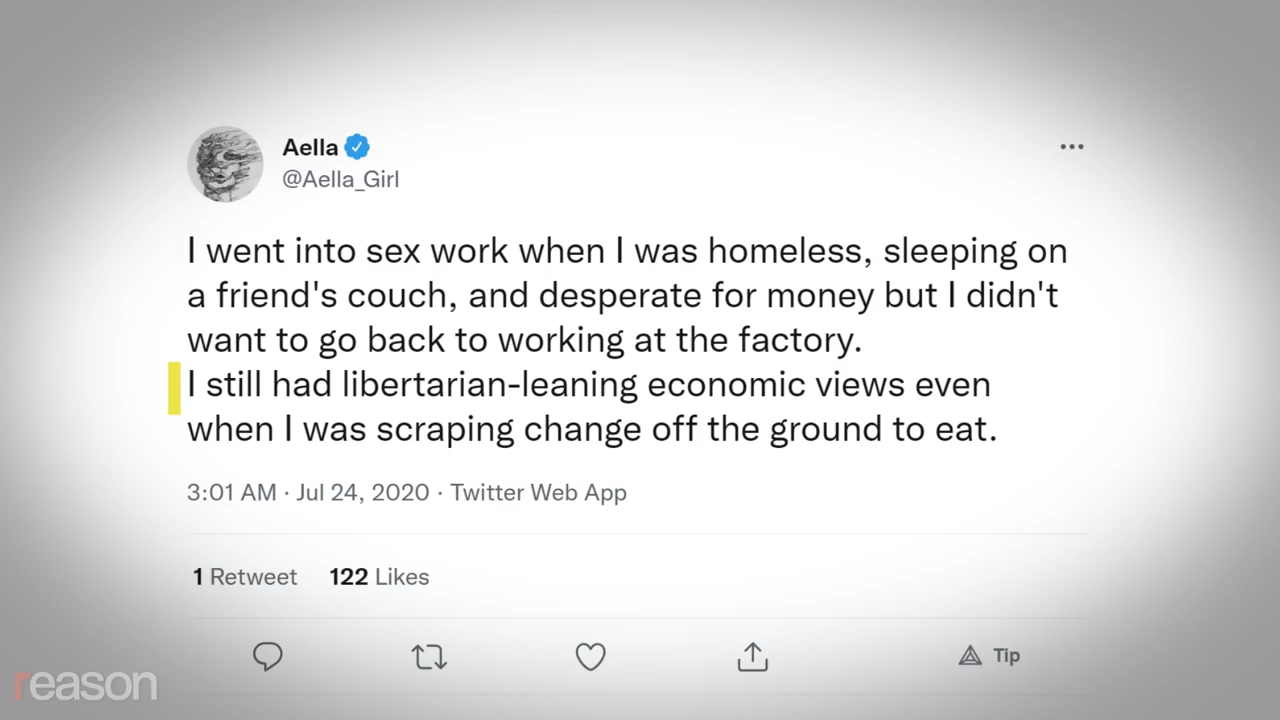 Aella
@Aella_Girl
I went into sex work when I was homeless, sleeping on
a friend's couch, and desperate for money but I didn't
want to go back to working at the factory.
I still had libertarian-leaning economic views even
when I was scraping change off the ground to eat.
3:01 AM · Jul 24, 2020 · Twitter Web App
1 Retweet 122 Likes
Tip
reason